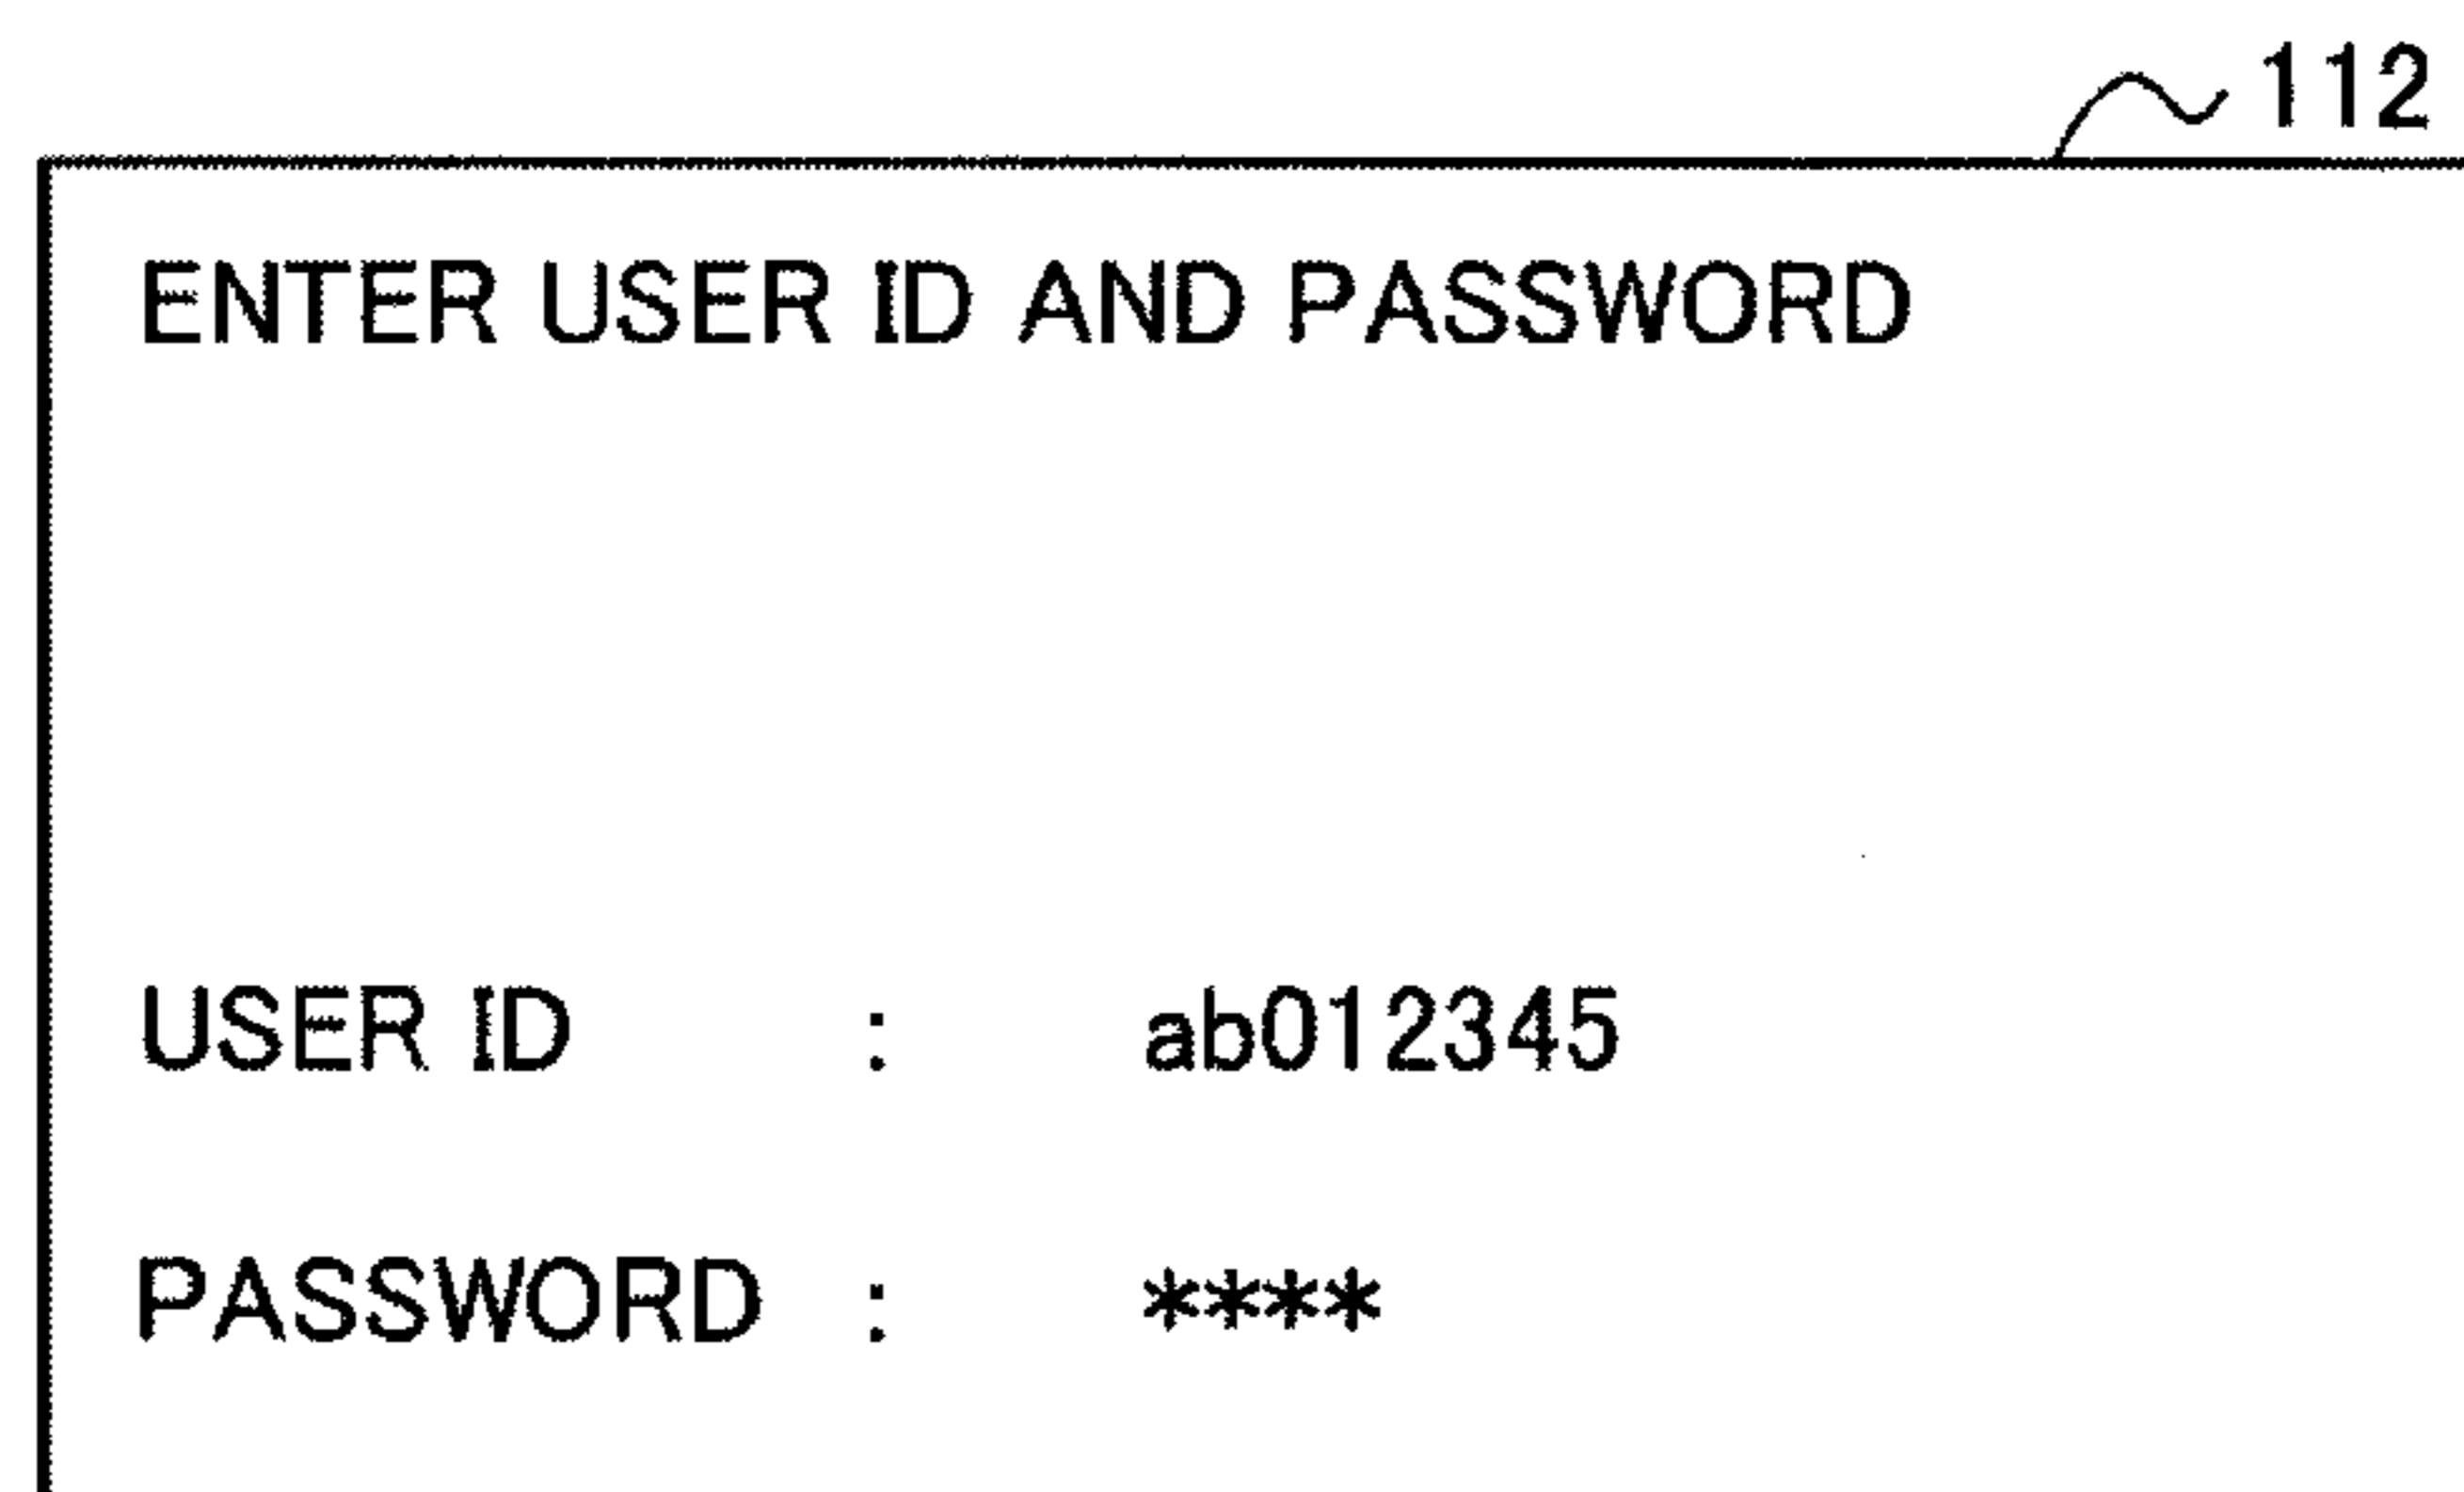 112
ENTER USER ID AND PASSWORD
USER ID : ab012345
PASSWORD : ****